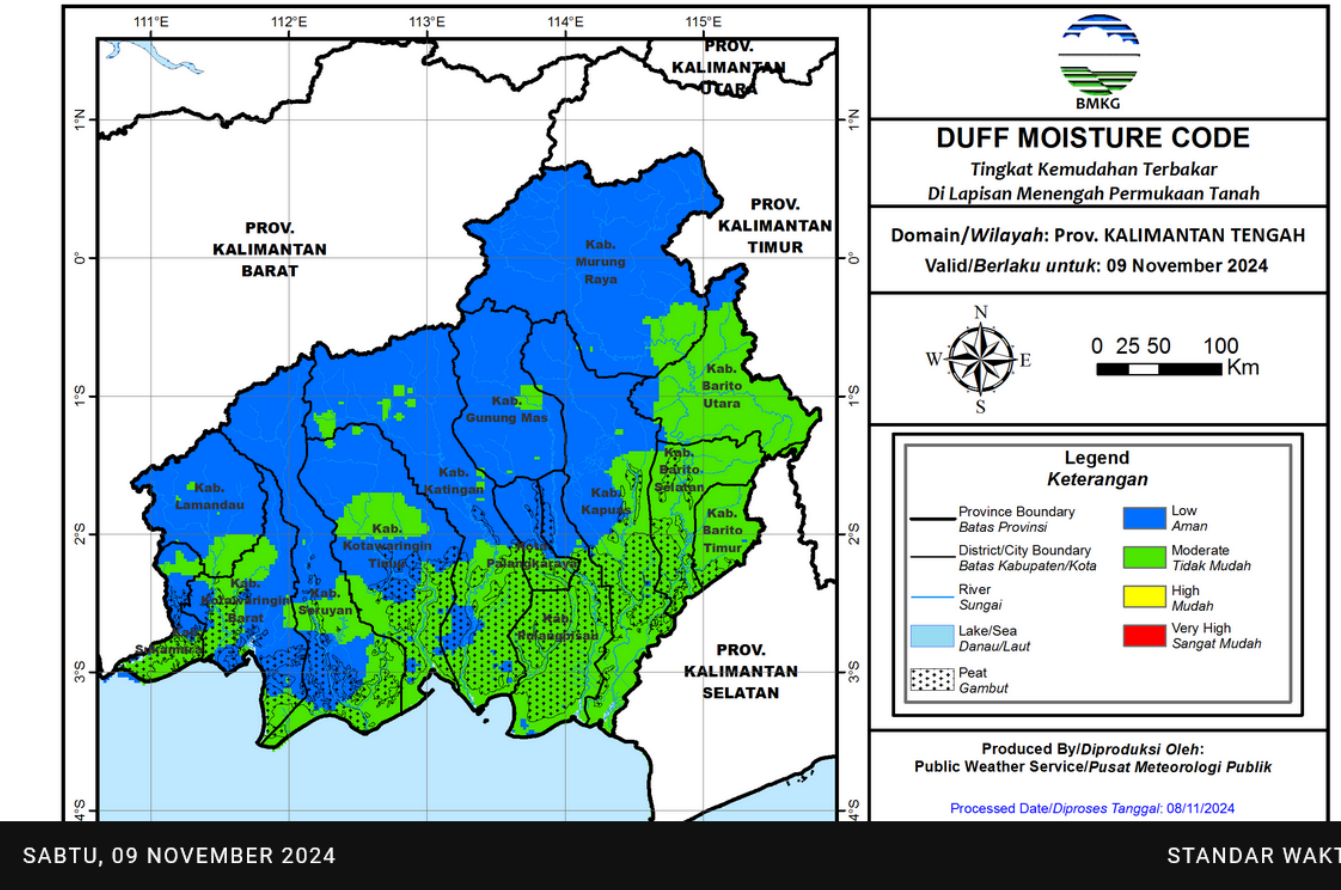 111°E 112°E 113°E 114°E 115°E
PROV.
KALIMANTAN
UTARA
1°N
1°N
PROV.
KALIMANTAN
BARAT
PROV.
KALIMANTAN
TIMUR
Kab.
Murung
Raya
0°
0°
Kab.
Barito
Utara
1°S
1°S
Kab.
Gunung Mas
Kab.
Barito
Selatan
Kab.
Katingan
Kab.
Lamandau
Kab.
Kapuas
Kab.
Barito
Timur
Kab.
Kotawaringin
Timur
2°S
2°S
Kota
Palangkaraya
Kab.
Kotawaringin
Barat
Kab.
Seruyan
Kab.
Pulangpisau
Kab.
Sukamara
PROV.
KALIMANTAN
SELATAN
3°S
3°S
4°S
4°S
BMKG
DUFF MOISTURE CODE
Tingkat Kemudahan Terbakar
Di Lapisan Menengah Permukaan Tanah
Domain/Wilayah: Prov. KALIMANTAN TENGAH
Valid/Berlaku untuk: 09 November 2024
N
W E
S
0 25 50 100
Km
Legend
Keterangan
Province Boundary
Batas Provinsi
District/City Boundary
Batas Kabupaten/Kota
River
Sungai
Lake/Sea
Danau/Laut
Peat
Gambut
Low
Aman
Moderate
Tidak Mudah
High
Mudah
Very High
Sangat Mudah
Produced By/Diproduksi Oleh:
Public Weather Service/Pusat Meteorologi Publik
Processed Date/Diproses Tanggal: 08/11/2024
SABTU, 09 NOVEMBER 2024
STANDAR WAKT